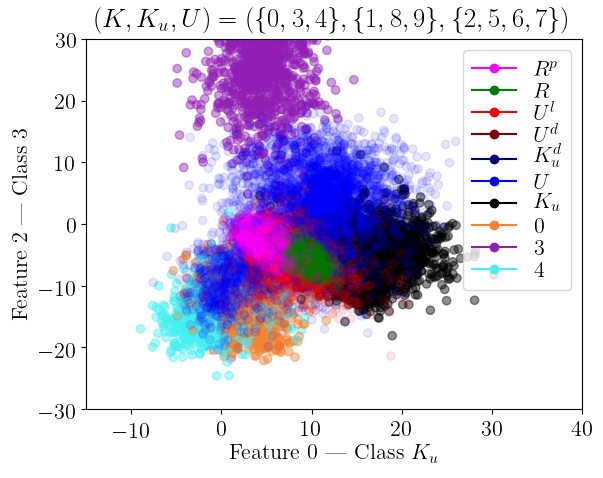 (K, K_u, U) = ({0, 3, 4}, {1, 8, 9}, {2, 5, 6, 7})
30
20
10
0
−10
−20
−30
Feature 2 — Class 3
R^p
R
U^l
U^d
K_u^d
U
K_u
0
3
4
−10
0
10
20
30
40
Feature 0 — Class K_u